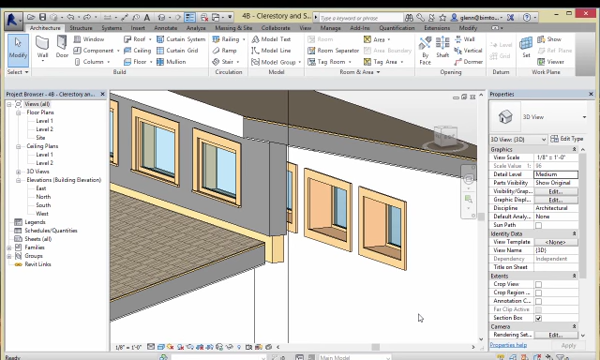 4B - Clerestory and S...
Type a keyword or phrase
glenn@bimto...
Architecture Structure Systems Insert Annotate Analyze Massing & Site Collaborate View Manage Add-Ins Quantification Extensions Modify
Modify
Wall
Door
Window
Component
Column
Roof
Ceiling
Floor
Curtain System
Curtain Grid
Mullion
Railing
Ramp
Stair
Model Text
Model Line
Model Group
Room
Room Separator
Tag Room
Area
Area
Tag Area
By Face
Shaft
Wall
Vertical
Dormer
Level
Grid
Set
Show
Viewer
Select
Build
Circulation
Model
Room & Area
Opening
Datum
Work Plane
Project Browser - 4B - Clerestory and ...
Views (all)
Floor Plans
Level 1
Level 2
Site
Ceiling Plans
Level 1
Level 2
3D Views
Elevations (Building Elevation)
East
North
South
West
Legends
Schedules/Quantities
Sheets (all)
Families
Groups
Revit Links
Properties
3D View
3D View: (3D)
Edit Type
Graphics
View Scale 1/8" = 1'-0"
Scale Value 1: 96
Detail Level Medium
Parts Visibility Show Original
Visibility/Grap... Edit...
Graphic Displ... Edit...
Discipline Architectural
Default Analy... None
Sun Path
Identity Data
View Template <None>
View Name {3D}
Dependency Independent
Title on Sheet
Extents
Crop View
Crop Region ...
Annotation C...
Far Clip Active
Section Box
Camera
Rendering Set... Edit...
Properties help
Apply
1/8" = 1'-0"
Main Model